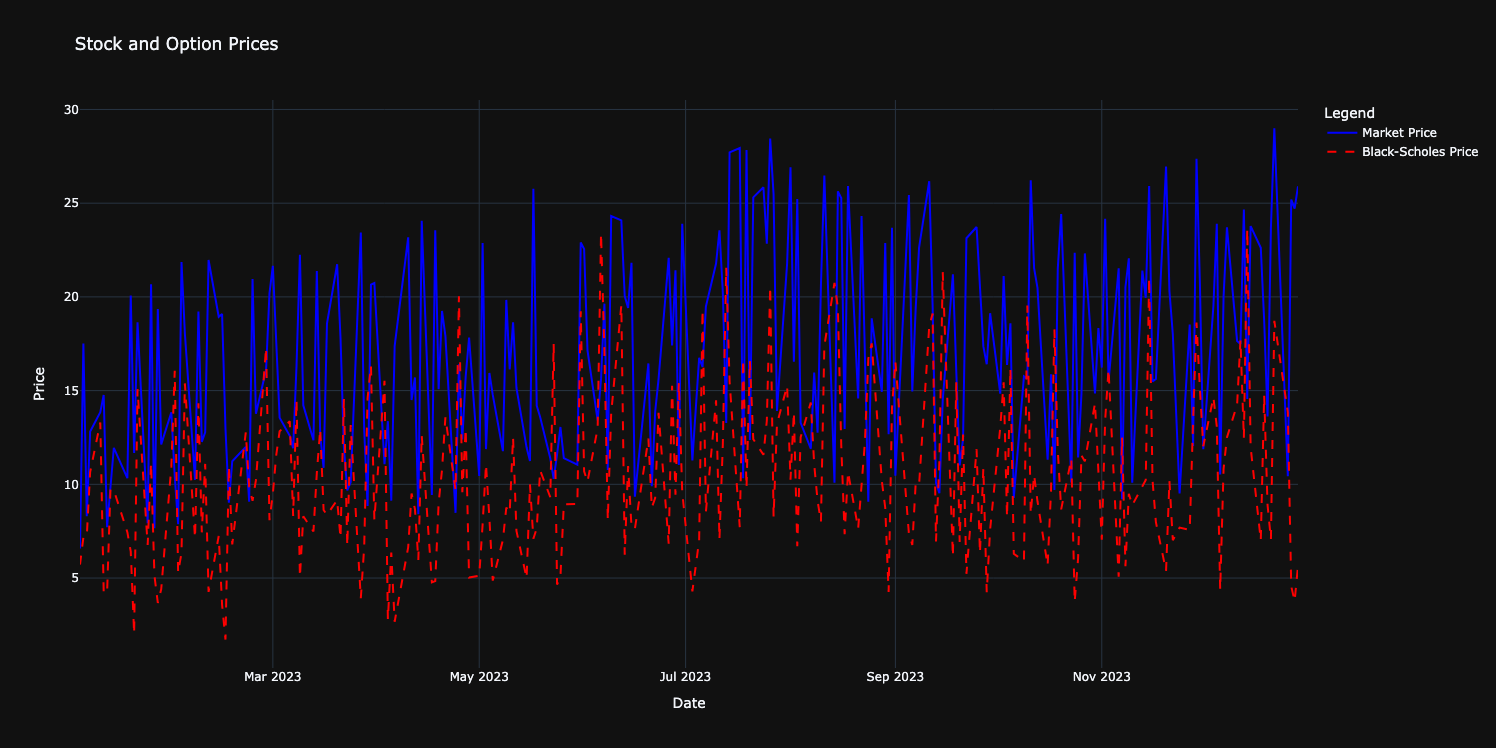 Stock and Option Prices
Legend
Market Price
Black-Scholes Price
Price
30
25
20
15
10
5
Mar 2023
May 2023
Jul 2023
Sep 2023
Nov 2023
Date